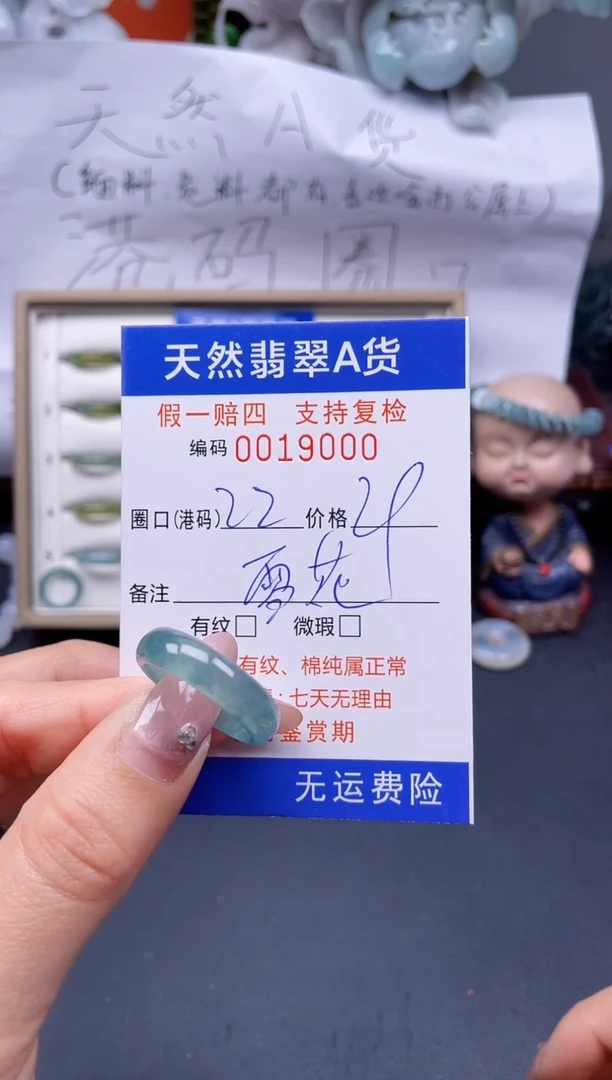 天然A货
港码圈口
天然翡翠A货
假一赔四 支持复检
编码 0019000
圈口(港码) 22 价格
备注 雪花
有纹□ 微瑕□
有纹、棉纯属正常
:七天无理由
鉴赏期
无运费险